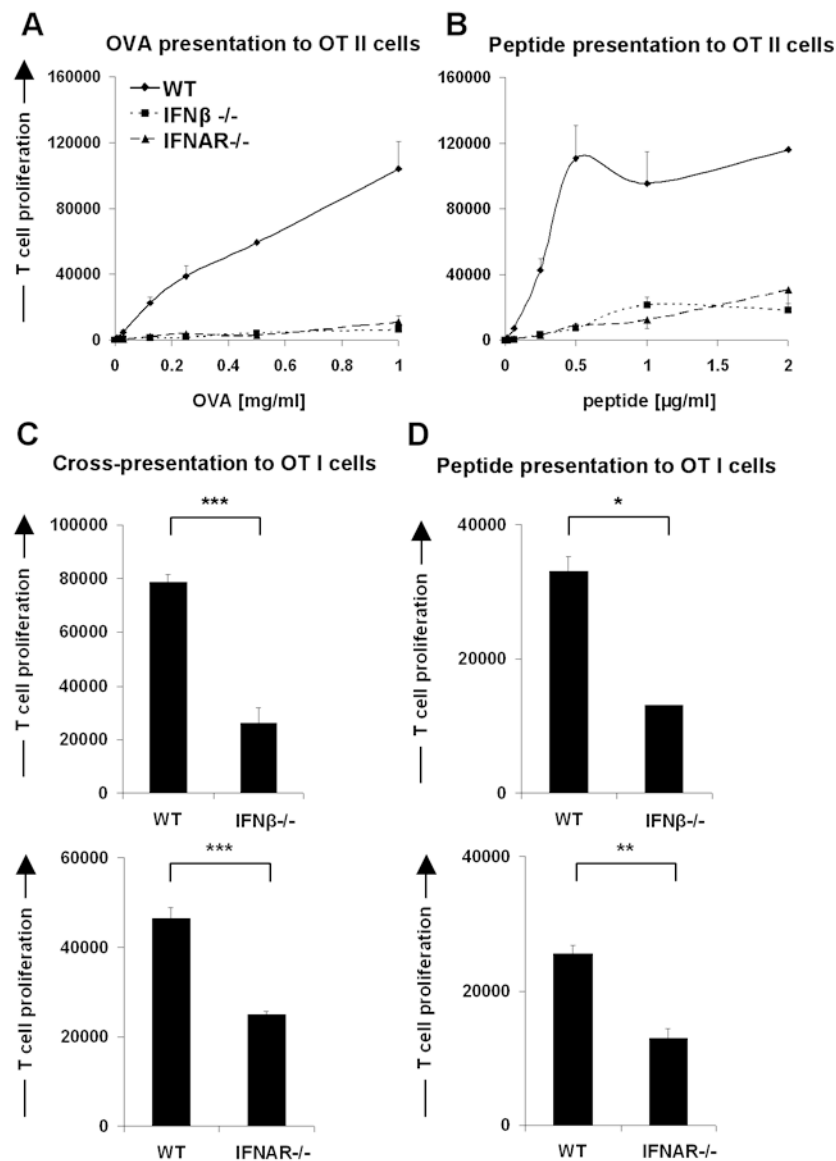 A
OVA presentation to OT II cells
T cell proliferation
160000
120000
80000
40000
0
WT
IFNβ -/-
IFNAR-/-
0
0.2
0.4
0.6
0.8
1
OVA [mg/ml]
B
Peptide presentation to OT II cells
160000
120000
80000
40000
0
0
0.5
1
1.5
2
peptide [µg/ml]
C
Cross-presentation to OT I cells
T cell proliferation
100000
80000
60000
40000
20000
0
***
WT
IFNβ-/-
T cell proliferation
60000
40000
20000
0
***
WT
IFNAR-/-
D
Peptide presentation to OT I cells
T cell proliferation
40000
20000
0
*
WT
IFNβ-/-
T cell proliferation
40000
20000
0
**
WT
IFNAR-/-